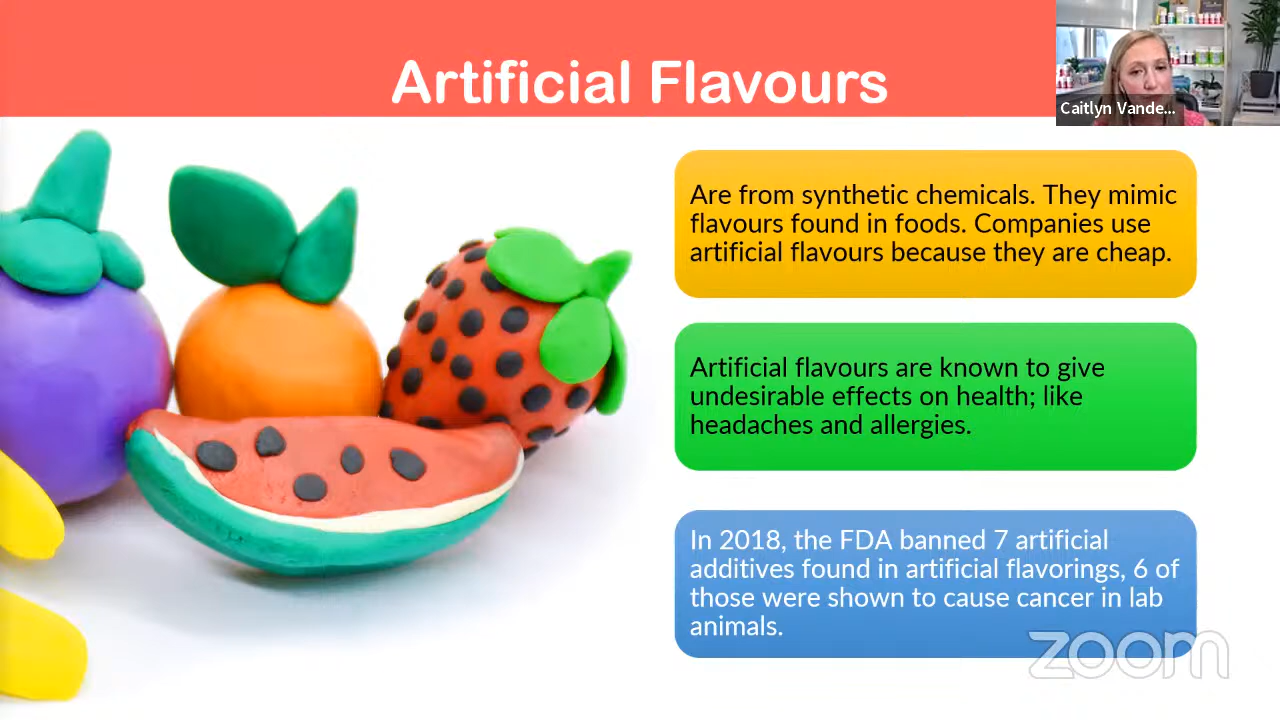 Artificial Flavours
Caitlyn Vande...
Are from synthetic chemicals. They mimic
flavours found in foods. Companies use
artificial flavours because they are cheap.
Artificial flavours are known to give
undesirable effects on health; like
headaches and allergies.
In 2018, the FDA banned 7 artificial
additives found in artificial flavorings, 6 of
those were shown to cause cancer in lab
animals.
zoom